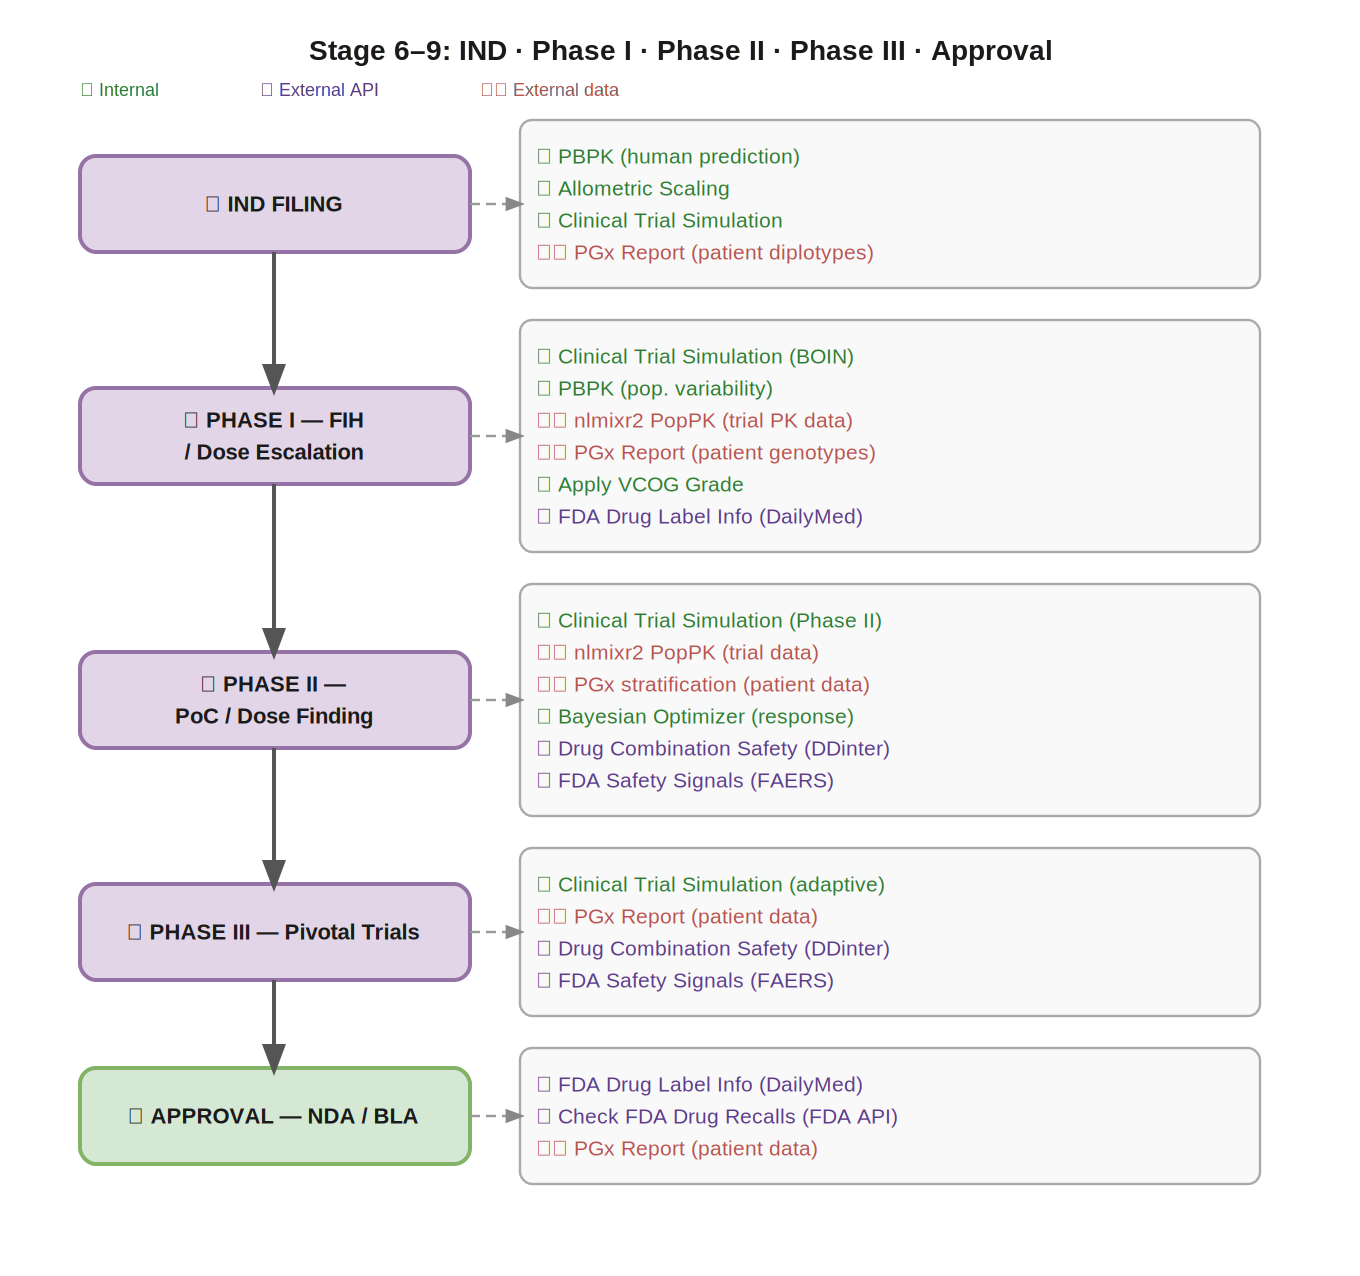 Stage 6–9: IND · Phase I · Phase II · Phase III · Approval
Internal
External API
External data
IND FILING
PBPK (human prediction)
Allometric Scaling
Clinical Trial Simulation
PGx Report (patient diplotypes)
PHASE I — FIH
/ Dose Escalation
Clinical Trial Simulation (BOIN)
PBPK (pop. variability)
nlmixr2 PopPK (trial PK data)
PGx Report (patient genotypes)
Apply VCOG Grade
FDA Drug Label Info (DailyMed)
PHASE II —
PoC / Dose Finding
Clinical Trial Simulation (Phase II)
nlmixr2 PopPK (trial data)
PGx stratification (patient data)
Bayesian Optimizer (response)
Drug Combination Safety (DDinter)
FDA Safety Signals (FAERS)
PHASE III — Pivotal Trials
Clinical Trial Simulation (adaptive)
PGx Report (patient data)
Drug Combination Safety (DDinter)
FDA Safety Signals (FAERS)
APPROVAL — NDA / BLA
FDA Drug Label Info (DailyMed)
Check FDA Drug Recalls (FDA API)
PGx Report (patient data)